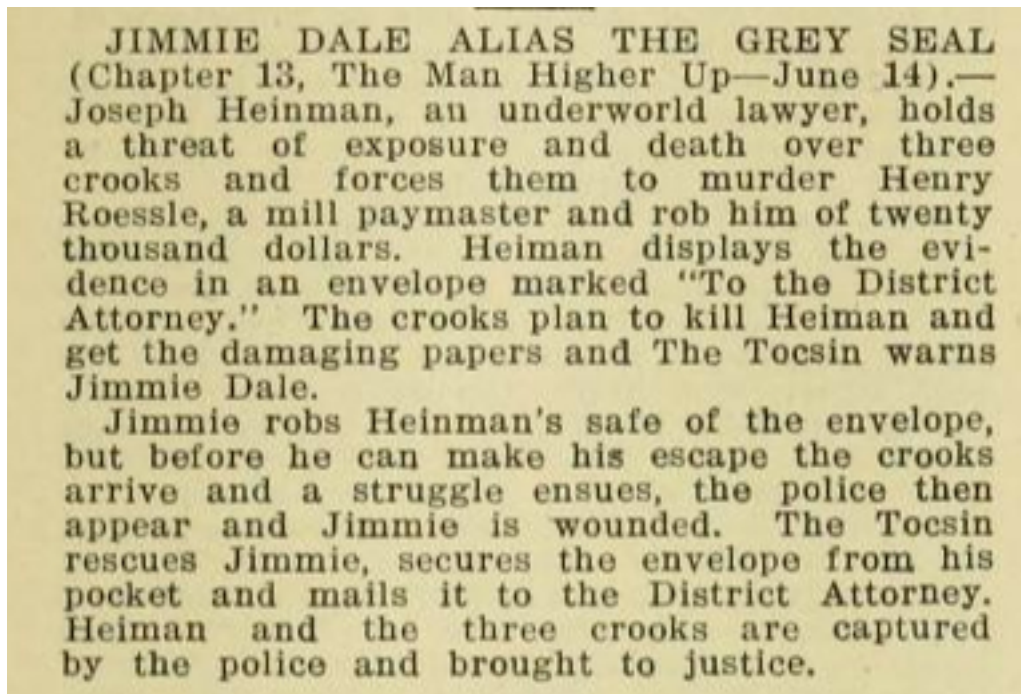 JIMMIE DALE ALIAS THE GREY SEAL
(Chapter 13, The Man Higher Up—June 14).—
Joseph Heinman, an underworld lawyer, holds
a threat of exposure and death over three
crooks and forces them to murder Henry
Roessle, a mill paymaster and rob him of twenty
thousand dollars. Heiman displays the evi-
dence in an envelope marked "To the District
Attorney." The crooks plan to kill Heiman and
get the damaging papers and The Tocsin warns
Jimmie Dale.
Jimmie robs Heinman's safe of the envelope,
but before he can make his escape the crooks
arrive and a struggle ensues, the police then
appear and Jimmie is wounded. The Tocsin
rescues Jimmie, secures the envelope from his
pocket and mails it to the District Attorney.
Heiman and the three crooks are captured
by the police and brought to justice.